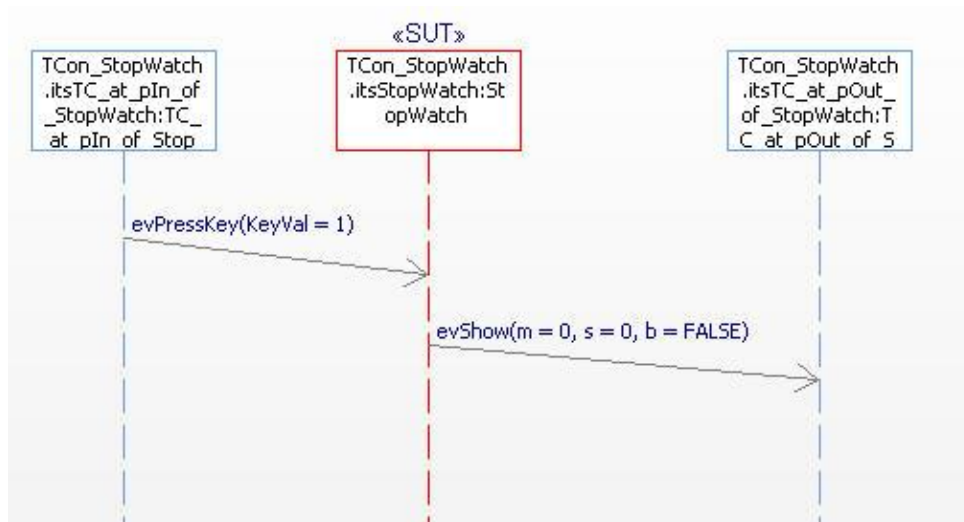 «SUT»
TCon_StopWatch
.itsTC_at_pIn_of
_StopWatch:TC_
at_pIn_of_Stop
TCon_StopWatch
.itsStopWatch:St
opWatch
TCon_StopWatch
.itsTC_at_pOut_
of_StopWatch:T
C_at_pOut_of_S
evPressKey(KeyVal = 1)
evShow(m = 0, s = 0, b = FALSE)